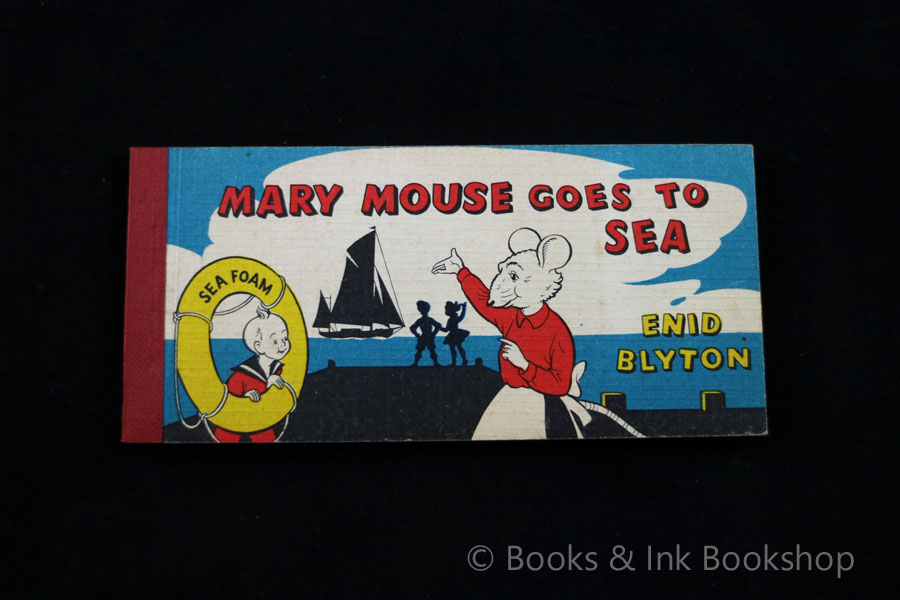 MARY MOUSE GOES TO
SEA
SEA FOAM
ENID
BLYTON
© Books & Ink Bookshop